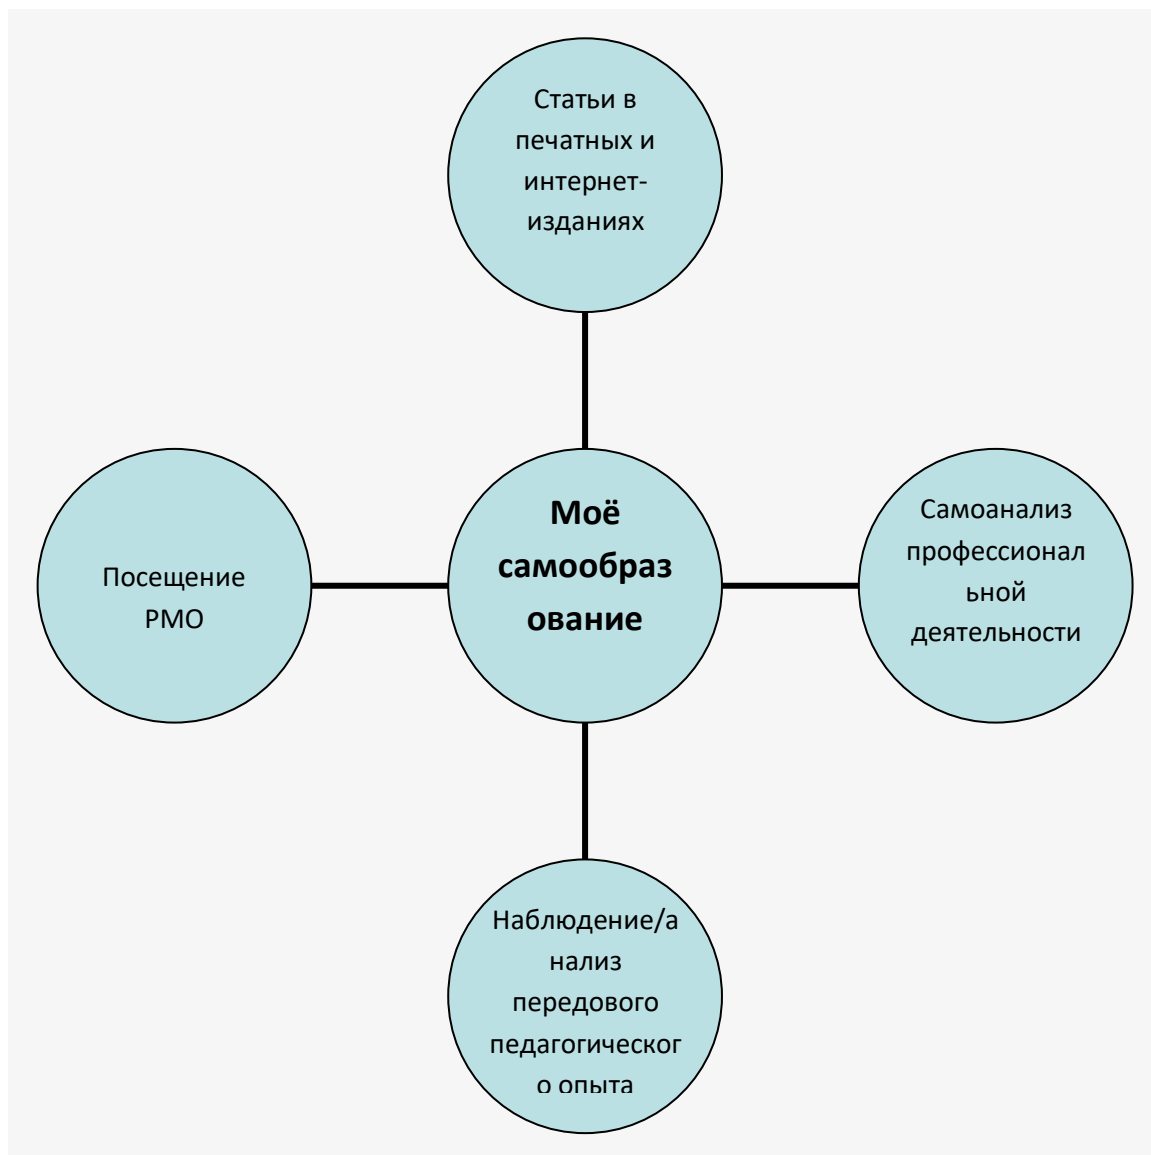 Статьи в
печатных и
интернет-
изданиях
Посещение
РМО
Моё
самообраз
ование
Самоанализ
профессионал
ьной
деятельности
Наблюдение/а
нализ
передового
педагогическог
о опыта